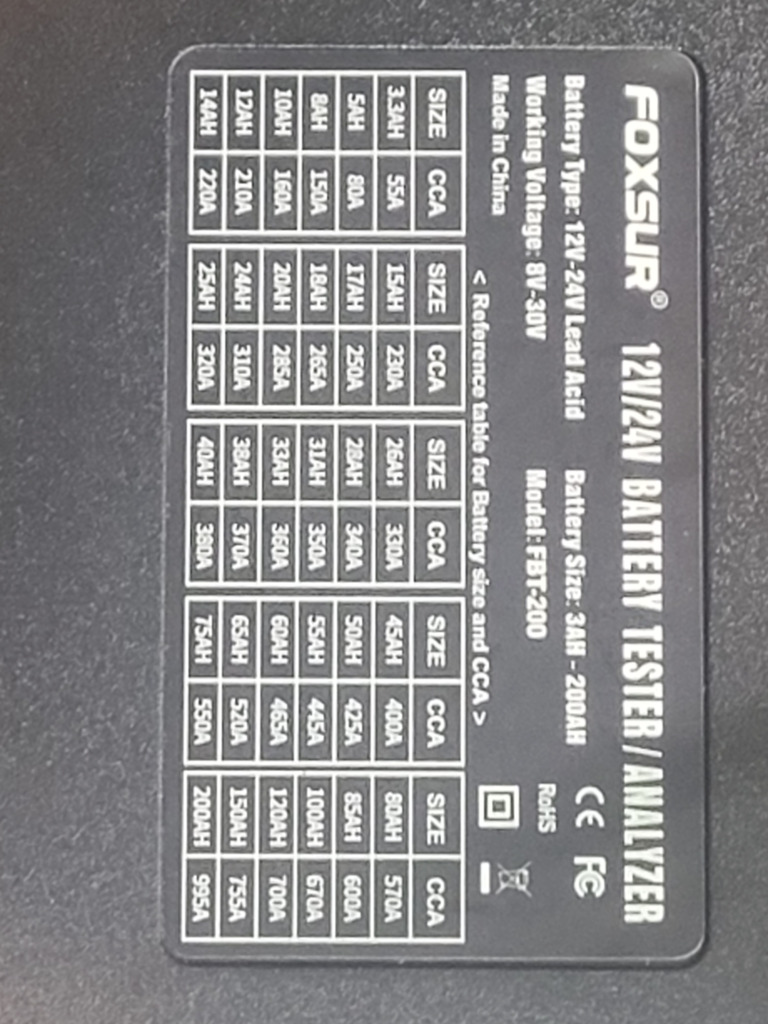 FOXSUR® 12V/24V BATTERY TESTER / ANALYZER
Battery Type: 12V-24V Lead Acid Battery Size: 3AH - 200AH CE FC
Working Voltage: 8V-30V Model: FBT-200 RoHS
Made in China
< Reference table for Battery size and CCA >
SIZE CCA SIZE CCA SIZE CCA SIZE CCA SIZE CCA
3.3AH 55A 15AH 230A 26AH 330A 45AH 400A 80AH 570A
5AH 80A 17AH 250A 28AH 340A 50AH 425A 85AH 600A
8AH 150A 18AH 265A 31AH 350A 55AH 445A 100AH 670A
10AH 160A 20AH 285A 33AH 360A 60AH 465A 120AH 700A
12AH 210A 24AH 310A 38AH 370A 65AH 520A 150AH 755A
14AH 220A 25AH 320A 40AH 380A 75AH 550A 200AH 995A